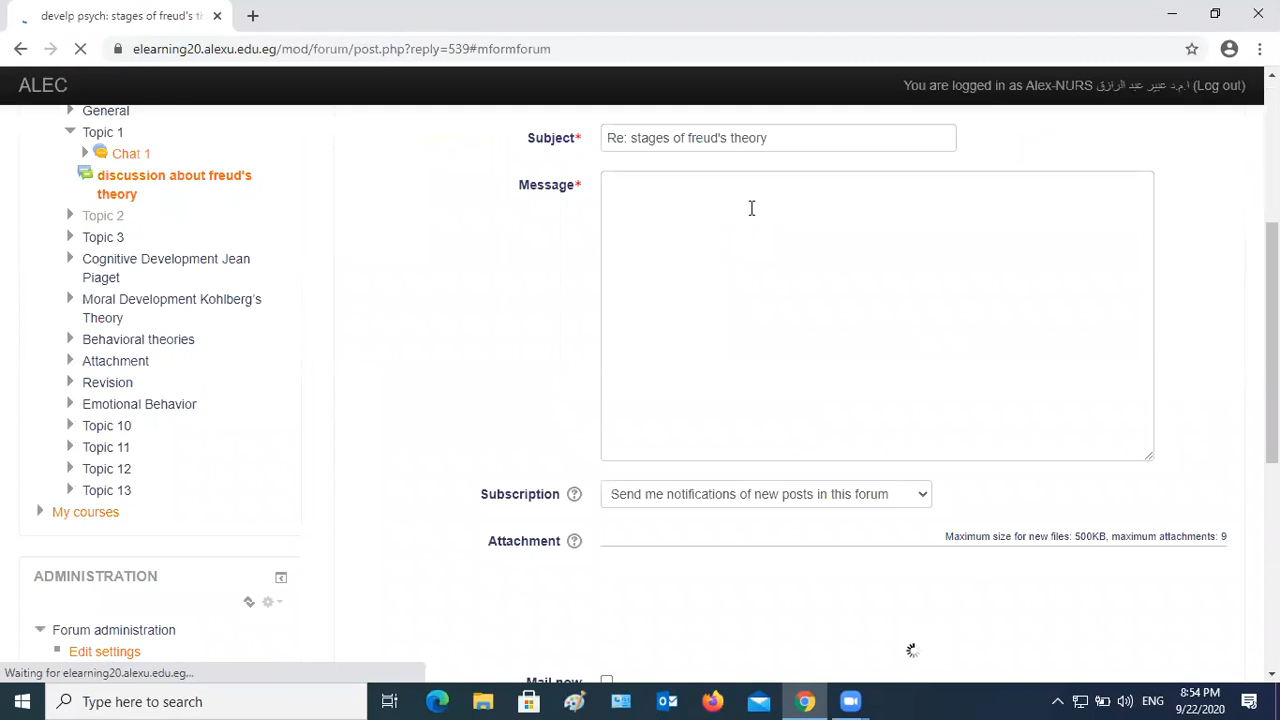 develp psych: stages of freud's th
elearning20.alexu.edu.eg/mod/forum/post.php?reply=539#mformforum
ALEC
You are logged in as Alex-NURS ا.م.د عبير عبد الرازق (Log out)
General
Topic 1
Chat 1
discussion about freud's
theory
Topic 2
Topic 3
Cognitive Development Jean
Piaget
Moral Development Kohlberg's
Theory
Behavioral theories
Attachment
Revision
Emotional Behavior
Topic 10
Topic 11
Topic 12
Topic 13
My courses
ADMINISTRATION
Forum administration
Edit settings
Subject*
Re: stages of freud's theory
Message*
Subscription
Send me notifications of new posts in this forum
Attachment
Maximum size for new files: 500KB, maximum attachments: 9
Mail now
Waiting for elearning20.alexu.edu.eg...
Type here to search
ENG
8:54 PM
9/22/2020